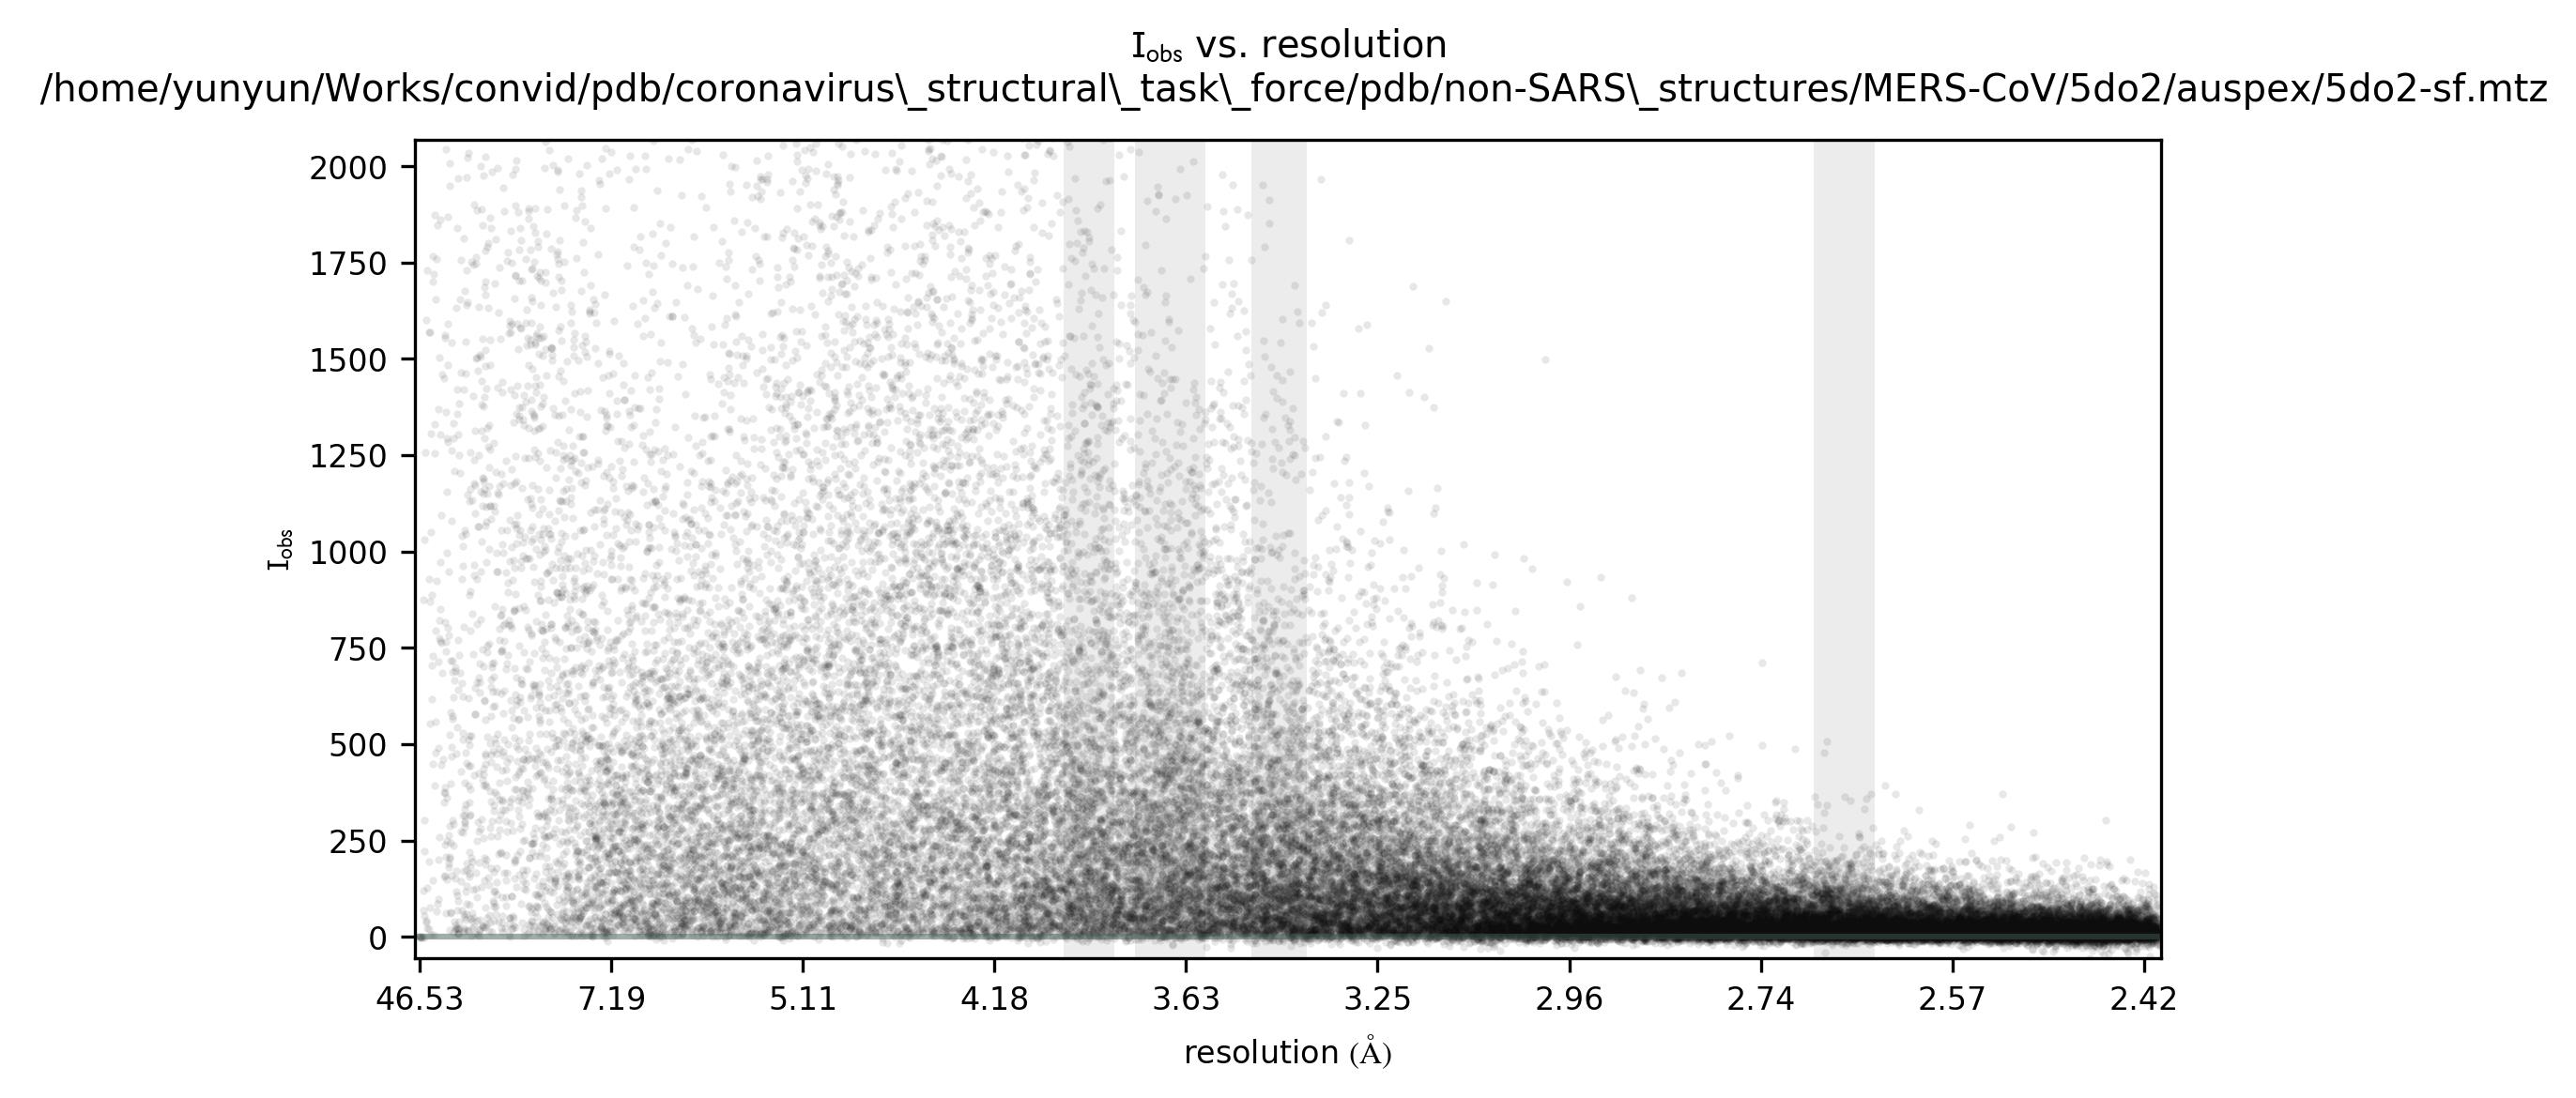 I_obs vs. resolution
/home/yunyun/Works/convid/pdb/coronavirus\_structural\_task\_force/pdb/non-SARS\_structures/MERS-CoV/5do2/auspex/5do2-sf.mtz
2000
1750
1500
1250
1000
750
500
250
0
I_obs
46.53 7.19 5.11 4.18 3.63 3.25 2.96 2.74 2.57 2.42
resolution (Å)